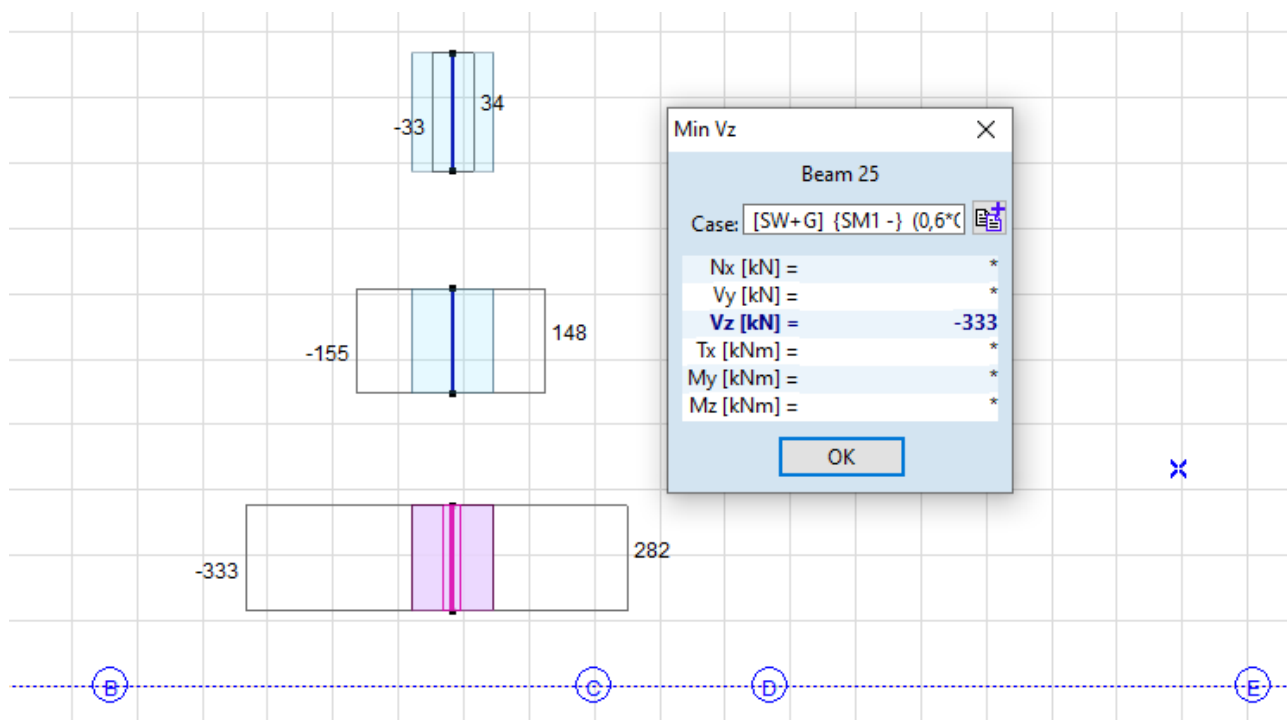 34
-33
148
-155
282
-333
Min Vz
Beam 25
Case: [SW+G] {SM1 -} (0,6*
Nx [kN] = *
Vy [kN] = *
Vz [kN] = -333
Tx [kNm] = *
My [kNm] = *
Mz [kNm] = *
OK
B C D E